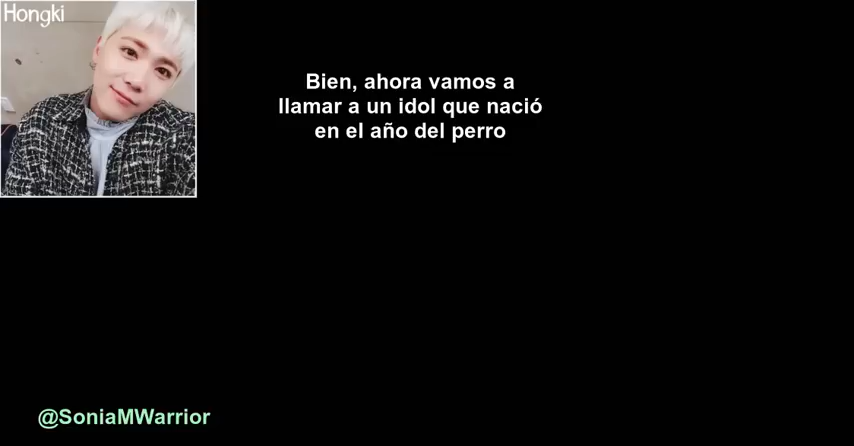 Hongki
Bien, ahora vamos a
llamar a un idol que nació
en el año del perro
@SoniaMWarrior